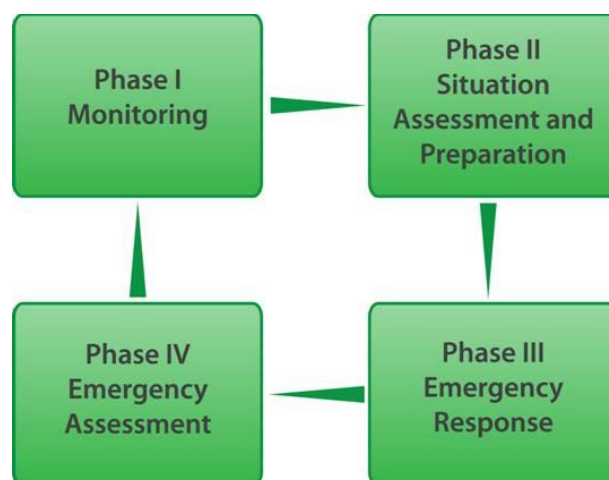 Phase I
Monitoring
Phase II
Situation
Assessment and
Preparation
Phase III
Emergency
Response
Phase IV
Emergency
Assessment